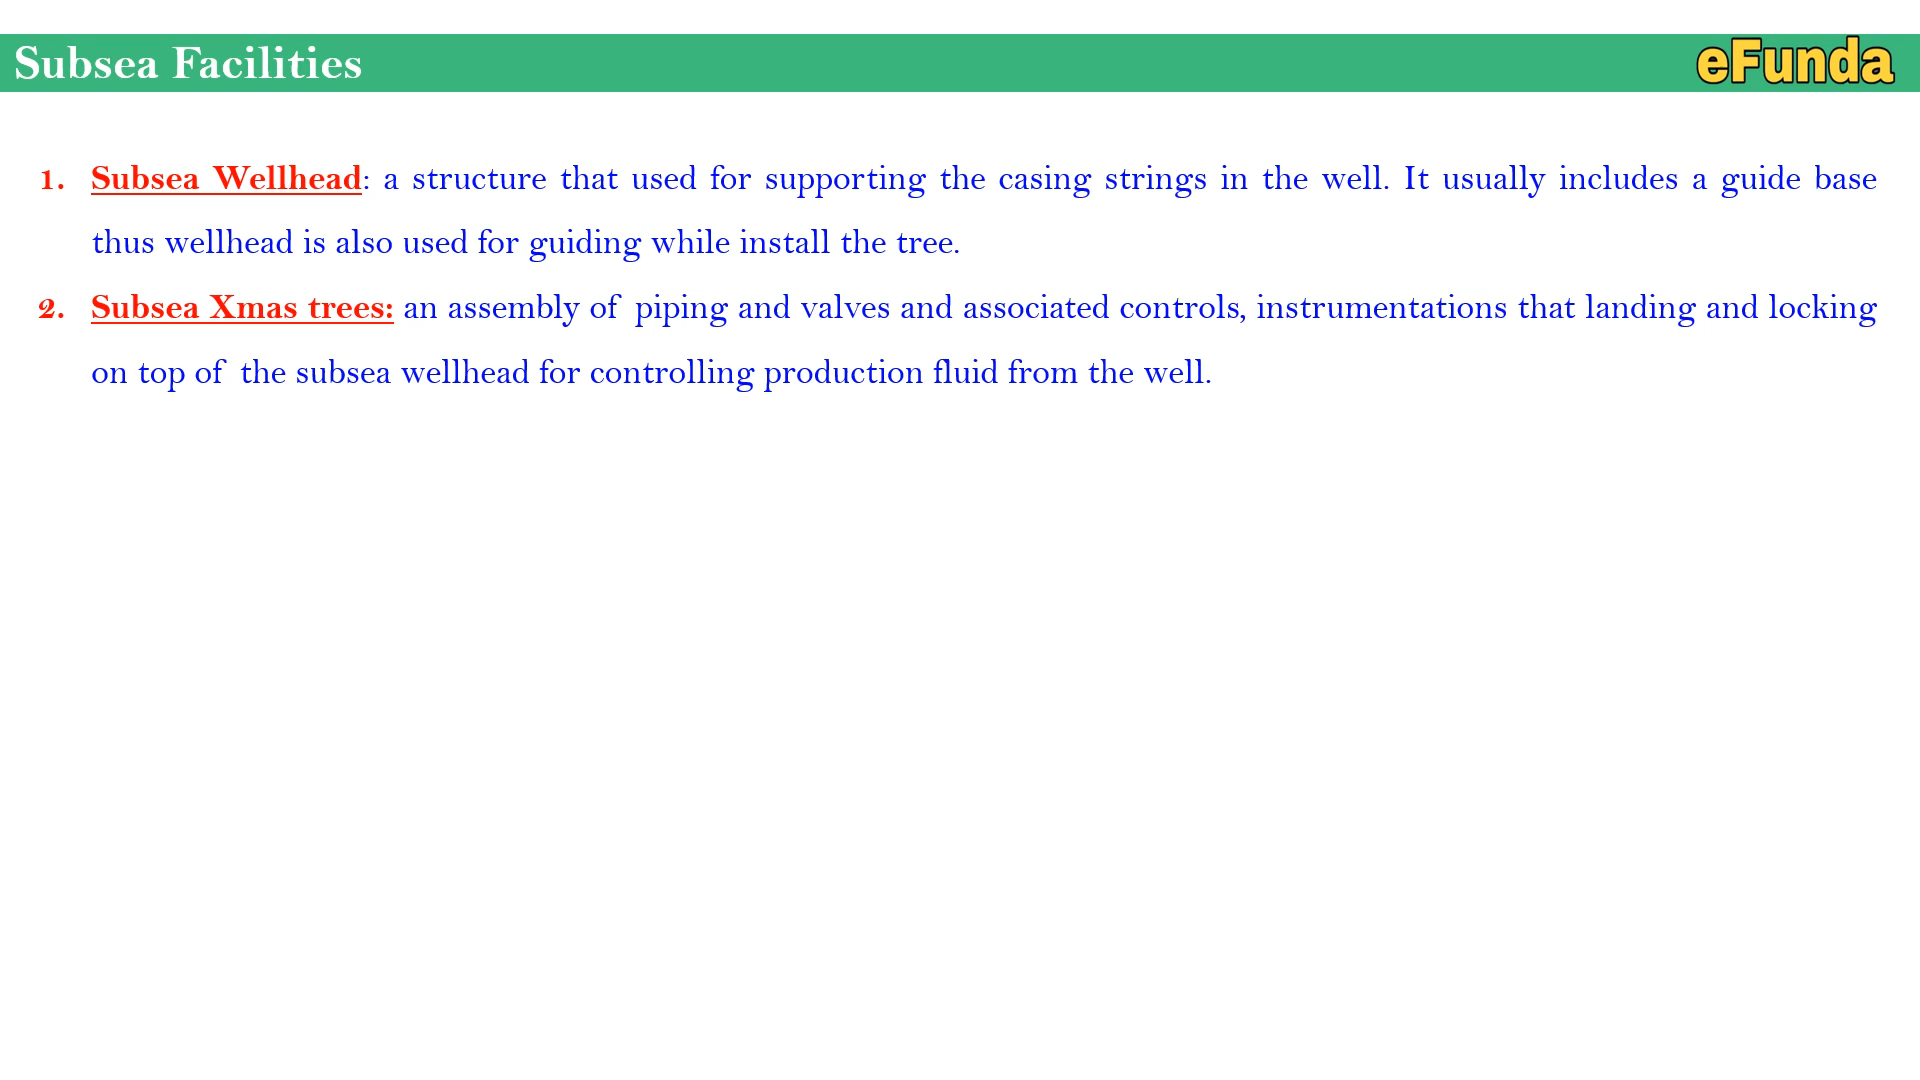 Subsea Facilities
eFunda
1. Subsea Wellhead: a structure that used for supporting the casing strings in the well. It usually includes a guide base
thus wellhead is also used for guiding while install the tree.
2. Subsea Xmas trees: an assembly of piping and valves and associated controls, instrumentations that landing and locking
on top of the subsea wellhead for controlling production fluid from the well.